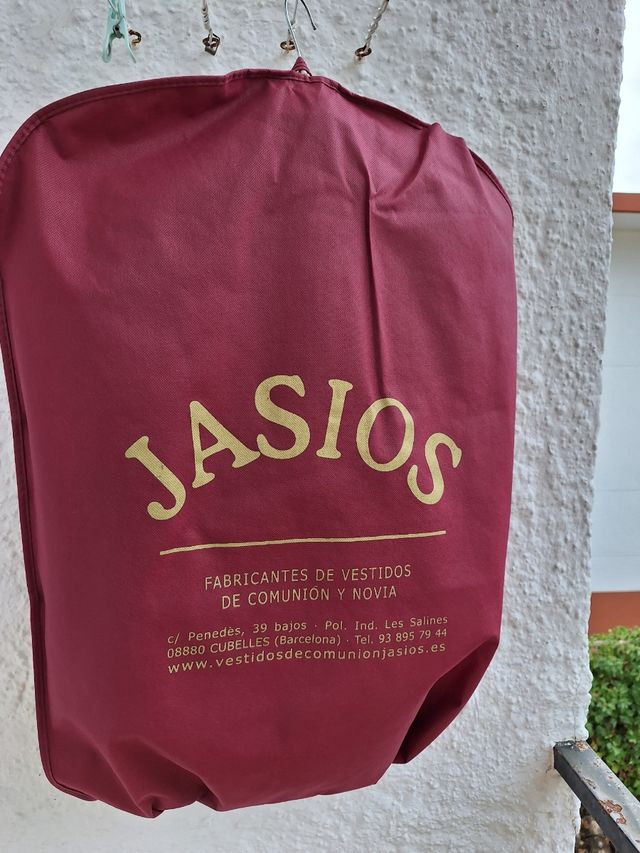 JASIOS
FABRICANTES DE VESTIDOS
DE COMUNIÓN Y NOVIA
c/ Penedès, 39 bajos · Pol. Ind. Les Salines
08880 CUBELLES (Barcelona) · Tel. 93 895 79 44
www.vestidosdecomunionjasios.es